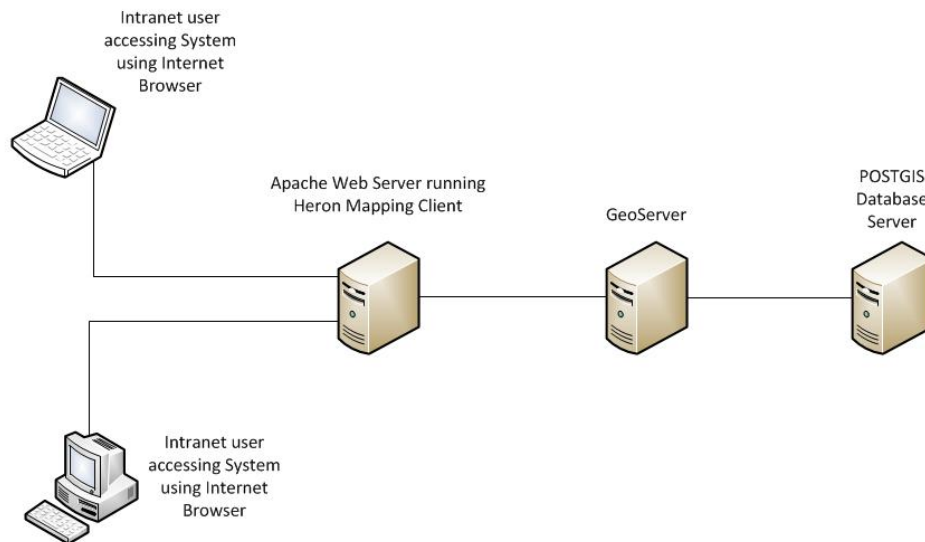 Intranet user
accessing System
using Internet
Browser
Apache Web Server running
Heron Mapping Client
GeoServer
POSTGIS
Database
Server
Intranet user
accessing System
using Internet
Browser